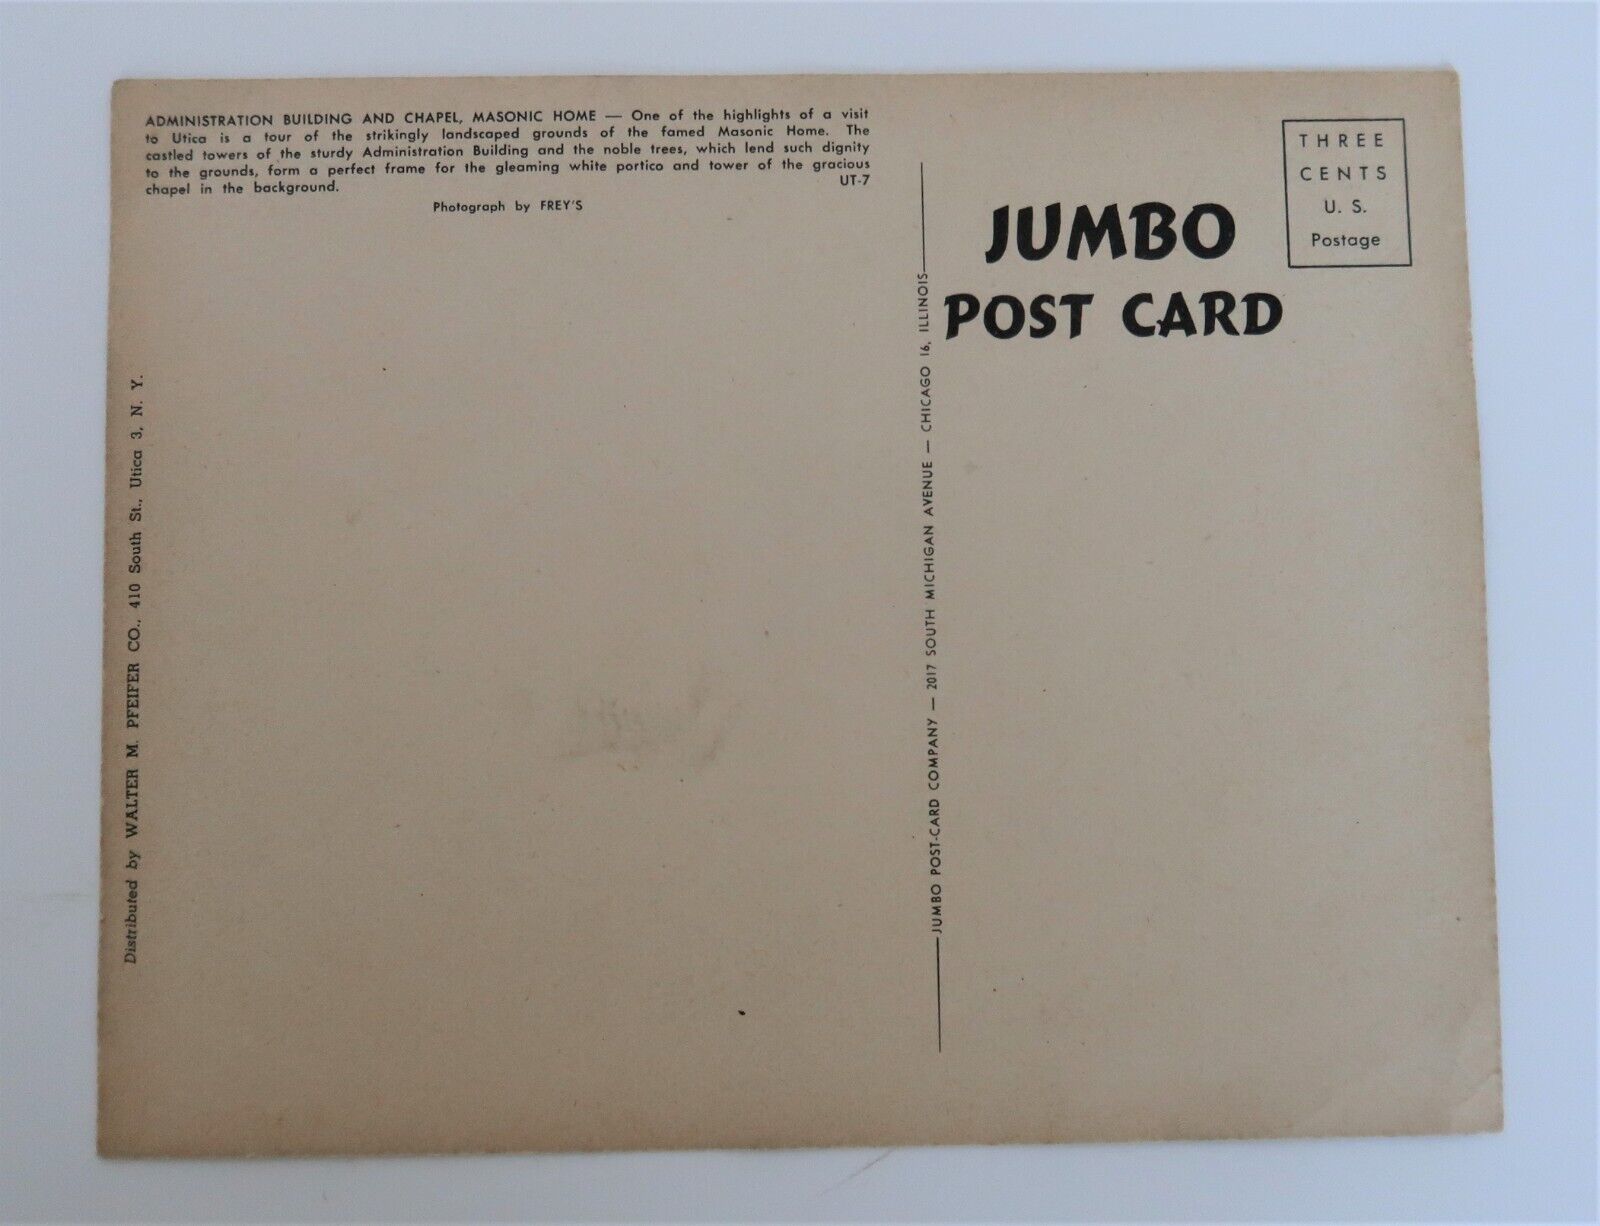 ADMINISTRATION BUILDING AND CHAPEL, MASONIC HOME — One of the highlights of a visit
to Utica is a tour of the strikingly landscaped grounds of the famed Masonic Home. The
castled towers of the sturdy Administration Building and the noble trees, which lend such dignity
to the grounds, form a perfect frame for the gleaming white portico and tower of the gracious
chapel in the background. UT-7
Photograph by FREY'S
Distributed by WALTER M. PFEIFER CO., 410 South St., Utica 3, N. Y.
JUMBO POST-CARD COMPANY — 2017 SOUTH MICHIGAN AVENUE — CHICAGO 16, ILLINOIS
JUMBO
POST CARD
THREE
CENTS
U. S.
Postage